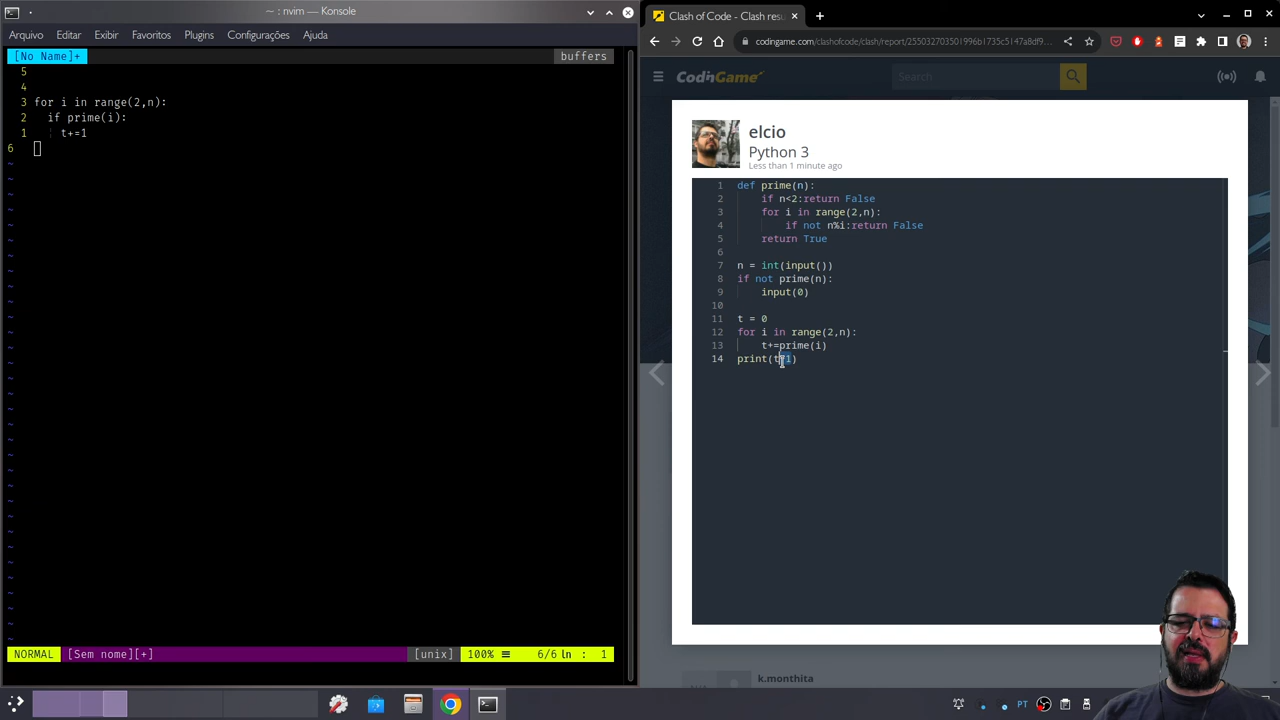 ~ : nvim — Konsole
Arquivo Editar Exibir Favoritos Plugins Configurações Ajuda
[No Name]+ buffers
5
4
3 for i in range(2,n):
2 if prime(i):
1 t+=1
6
~
NORMAL [Sem nome][+] [unix] 100% ≡ 6/6 ln : 1
Clash of Code - Clash resu
codingame.com/clashofcode/clash/report/255032703501996b1735c5147adf9...
CodinGame Search
elcio
Python 3
Less than 1 minute ago
1 def prime(n):
2 if n<2:return False
3 for i in range(2,n):
4 if not n%i:return False
5 return True
6
7 n = int(input())
8 if not prime(n):
9 input(0)
10
11 t = 0
12 for i in range(2,n):
13 t+=prime(i)
14 print(t 1)
k.monthita
PT